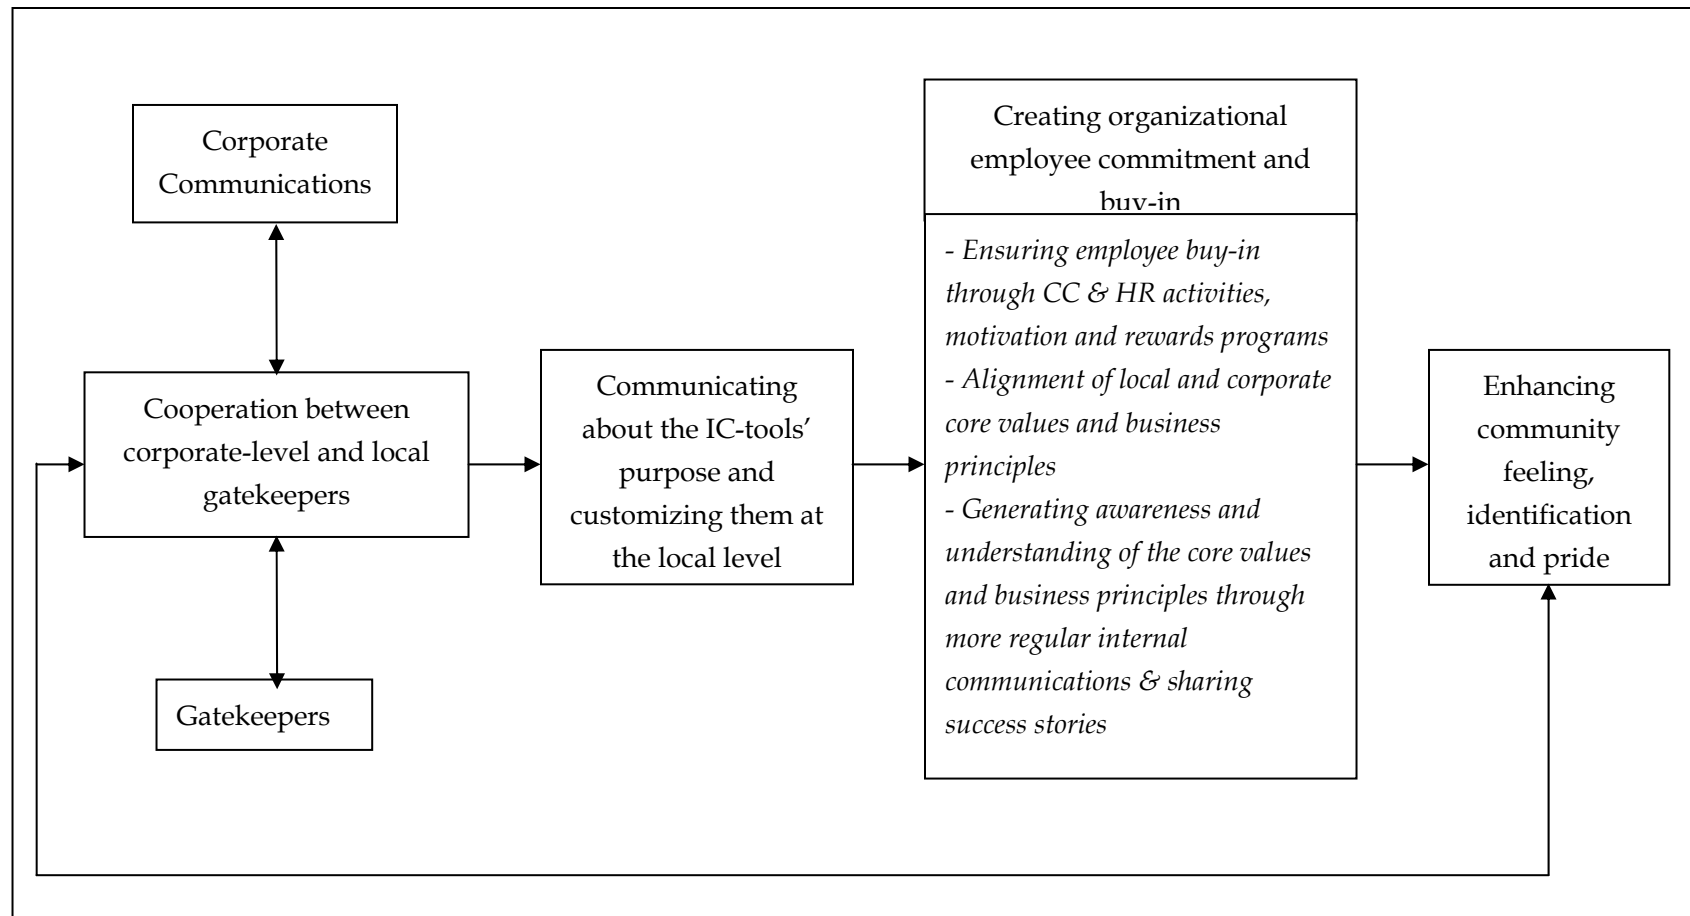 Corporate
Communications
Cooperation between
corporate-level and local
gatekeepers
Gatekeepers
Communicating
about the IC-tools’
purpose and
customizing them at
the local level
Creating organizational
employee commitment and
buy-in
- Ensuring employee buy-in
through CC & HR activities,
motivation and rewards programs
- Alignment of local and corporate
core values and business
principles
- Generating awareness and
understanding of the core values
and business principles through
more regular internal
communications & sharing
success stories
Enhancing
community
feeling,
identification
and pride